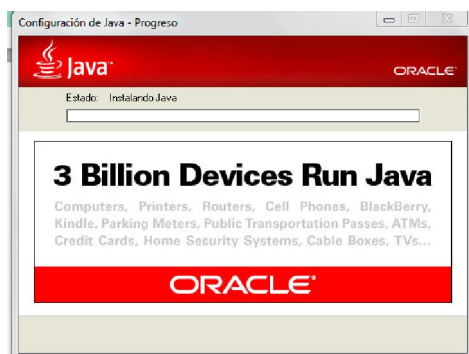 Configuración de Java - Progreso
Java™
ORACLE®
Estado: Instalando Java
3 Billion Devices Run Java
Computers, Printers, Routers, Cell Phones, BlackBerry,
Kindle, Parking Meters, Public Transportation Passes, ATMs,
Credit Cards, Home Security Systems, Cable Boxes, TVs...
ORACLE®